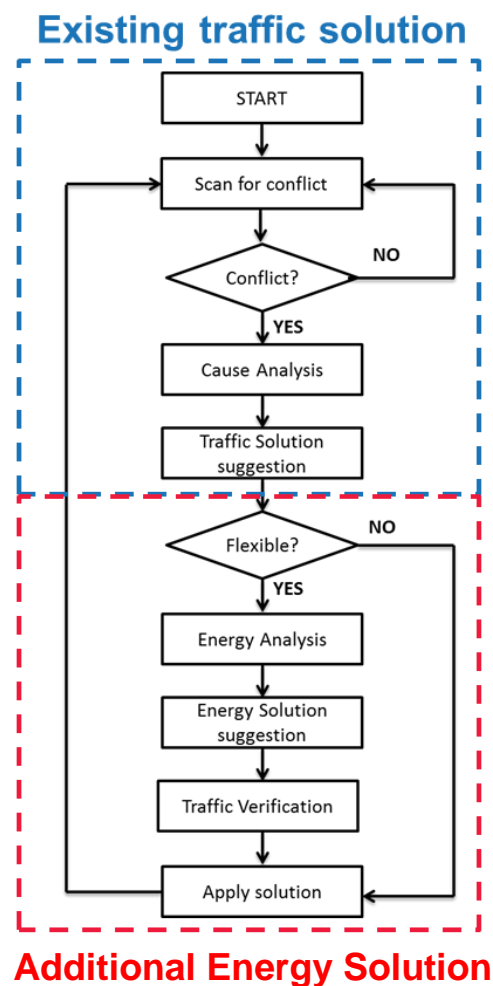 Existing traffic solution
START
Scan for conflict
NO
Conflict?
YES
Cause Analysis
Traffic Solution
suggestion
NO
Flexible?
YES
Energy Analysis
Energy Solution
suggestion
Traffic Verification
Apply solution
Additional Energy Solution